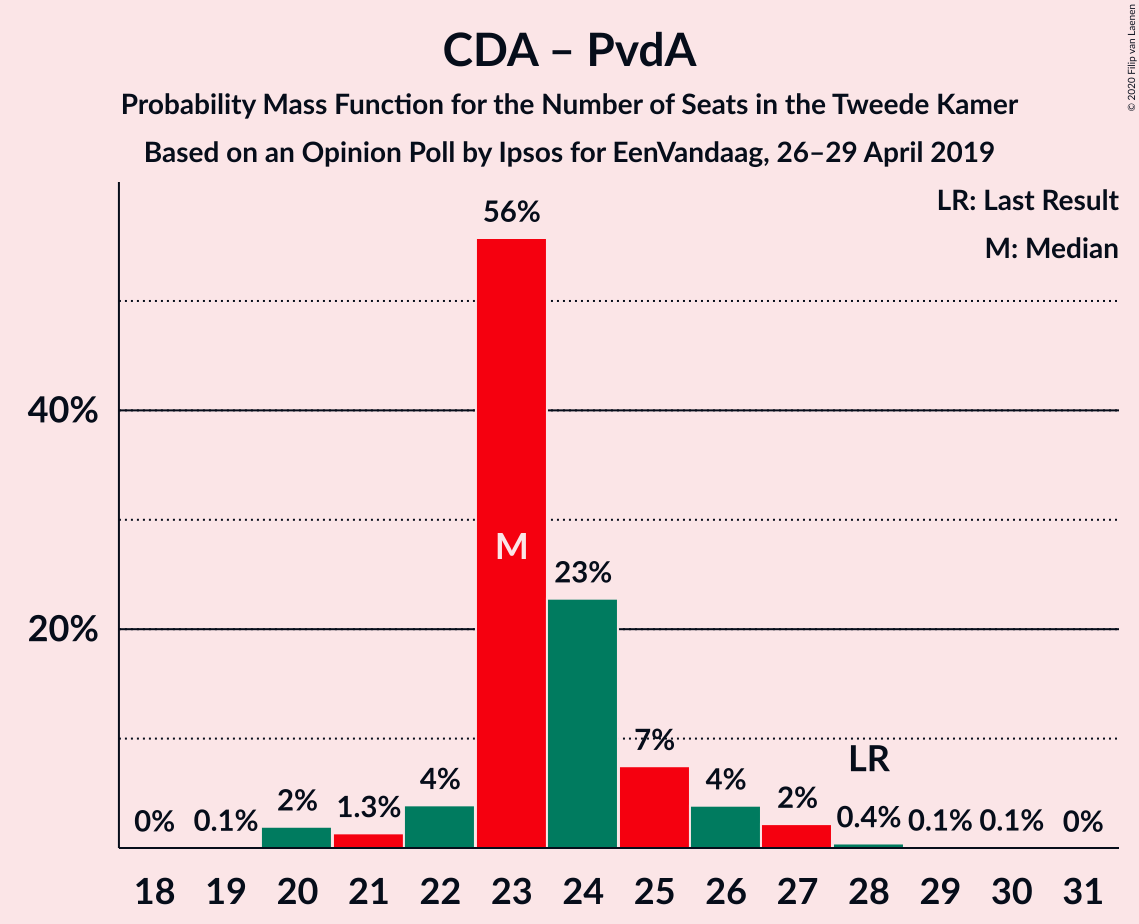 CDA – PvdA
Probability Mass Function for the Number of Seats in the Tweede Kamer
Based on an Opinion Poll by Ipsos for EenVandaag, 26–29 April 2019
© 2020 Filip van Laenen
LR: Last Result
M: Median
56%
40%
M
23%
20%
7%
LR
4%
4%
2%
2%
1.3%
0%
0.1%
0.4%
0.1%
0.1%
0%
18 19 20 21 22 23 24 25 26 27 28 29 30 31